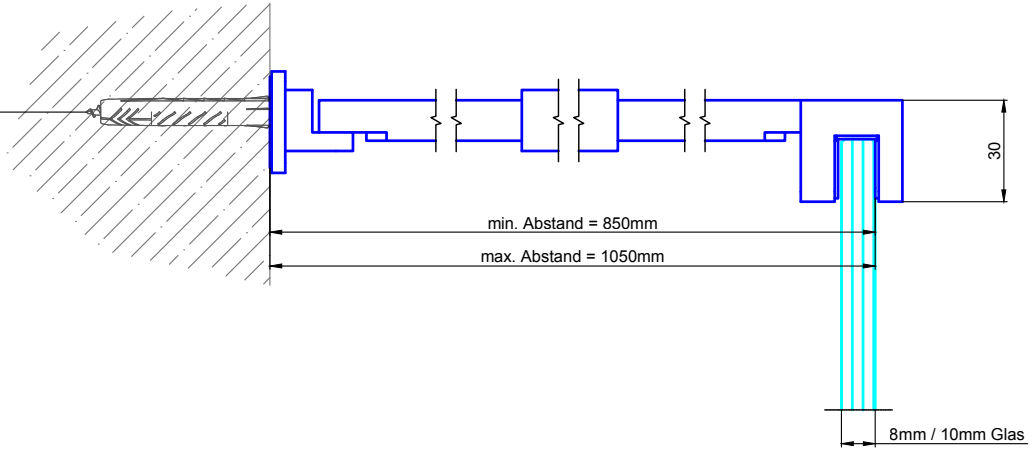 30
min. Abstand = 850mm
max. Abstand = 1050mm
8mm / 10mm Glas